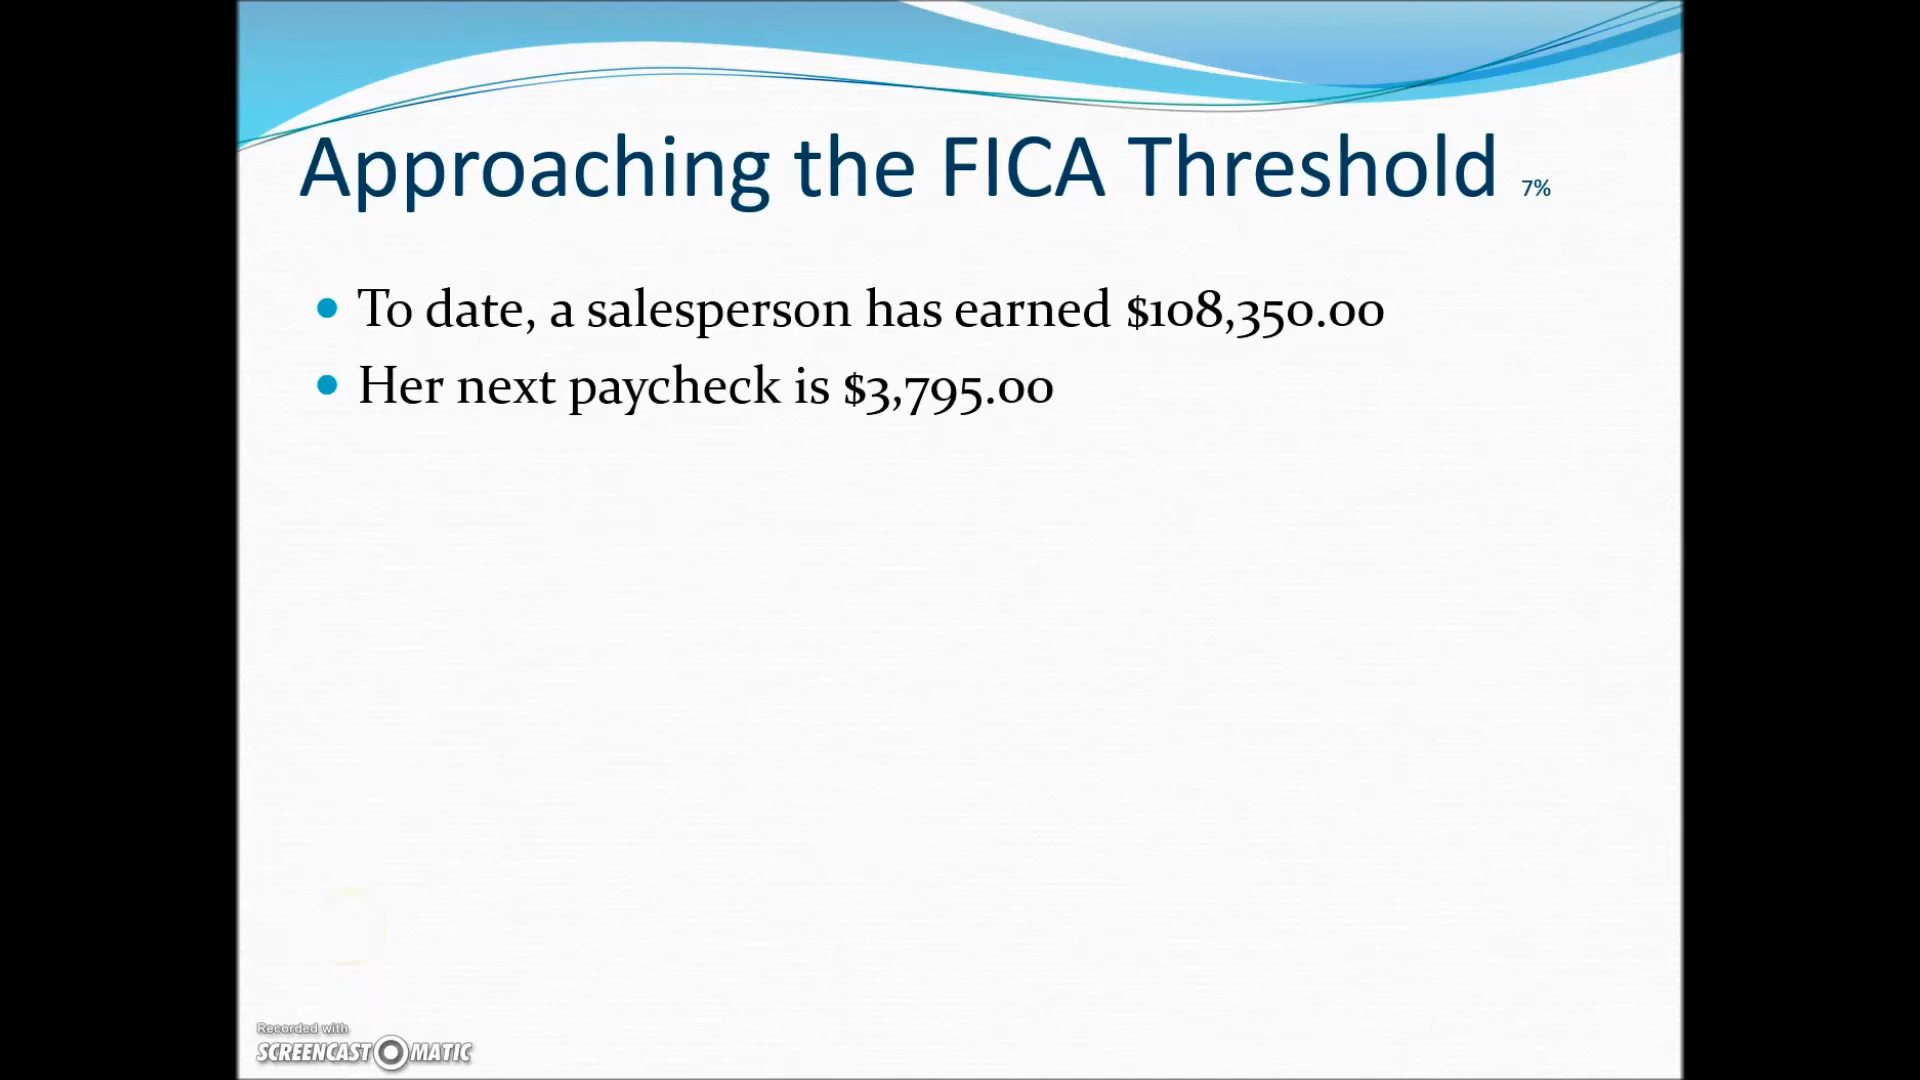 Approaching the FICA Threshold 7%
• To date, a salesperson has earned $108,350.00
• Her next paycheck is $3,795.00
Recorded with
SCREENCAST O MATIC